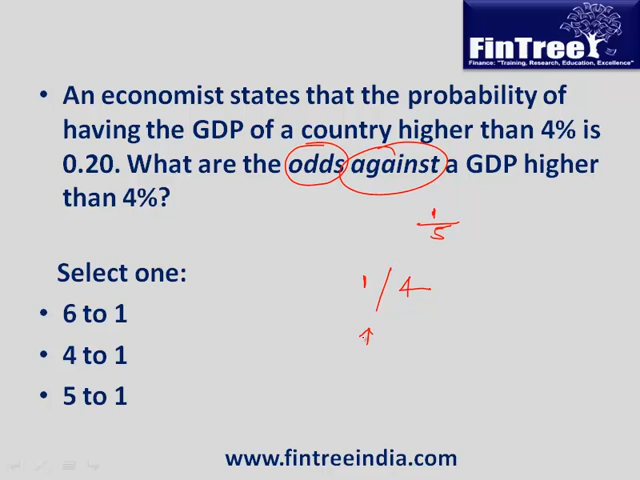 FinTree
Finance: "Training, Research, Education, Excellence"
• An economist states that the probability of
having the GDP of a country higher than 4% is
0.20. What are the odds against a GDP higher
than 4%?
1
5
Select one:
1 / 4
• 6 to 1
• 4 to 1
• 5 to 1
www.fintreeindia.com